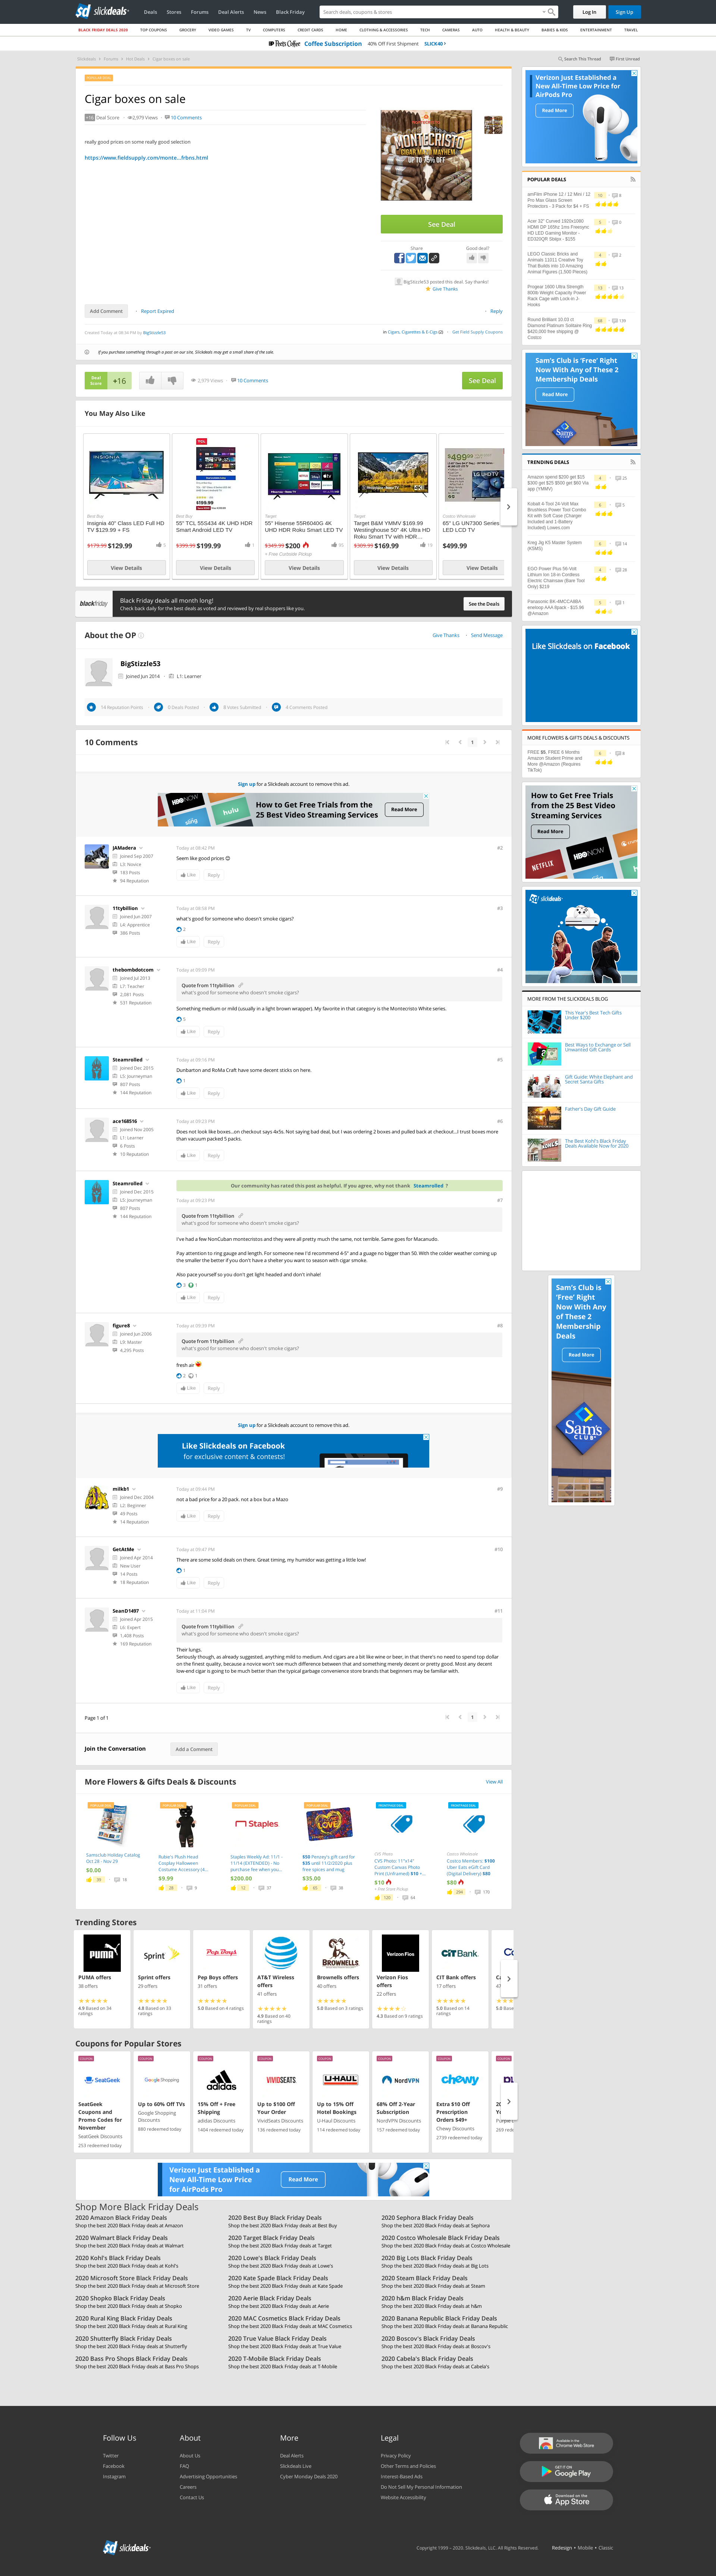 slickdeals
Deals Stores Forums Deal Alerts News Black Friday
Search deals, coupons & stores
Log In Sign Up
BLACK FRIDAY DEALS 2020 TOP COUPONS GROCERY VIDEO GAMES TV COMPUTERS CREDIT CARDS HOME CLOTHING & ACCESSORIES TECH CAMERAS AUTO HEALTH & BEAUTY BABIES & KIDS ENTERTAINMENT TRAVEL
Peet's Coffee Coffee Subscription 40% Off First Shipment SLICK40 >
Slickdeals > Forums > Hot Deals > Cigar boxes on sale
Search This Thread First Unread
Cigar boxes on sale
+16 Deal Score 2,979 Views 10 Comments
really good prices on some really good selection
https://www.fieldsupply.com/monte...frbns.html
MONTECRISTO
CIGAR MONTH MAYHEM
UP TO 75% OFF
See Deal
Share Good deal?
BigStizzle53 posted this deal. Say thanks!
Give Thanks
Add Comment Report Expired Reply
Created Today at 08:30 PM by BigStizzle53
in Cigars, Cigarettes & E-Cigs (2) Get Field Supply Coupons
If you purchase something through a post on our site, Slickdeals may get a small share of the sale.
Deal Score +16 2,979 Views 10 Comments See Deal
You May Also Like
Best Buy
Insignia 40" Class LED Full HD TV $129.99 + FS
$179.99 $129.99 5
View Details
Best Buy
55" TCL 55S434 4K UHD HDR Smart Android LED TV
$399.99 $199.99 1
View Details
Target
55" Hisense 55R6040G 4K UHD HDR Roku Smart LED TV
$349.99 $200
+ Free Curbside Pickup
View Details
Target
Target B&M YMMV $169.99 Westinghouse 50" 4K Ultra HD Roku Smart TV with HDR...
$309.99 $169.99
View Details
Costco Wholesale
65" LG UN7300 Series LED LCD TV
$499.99
View Details
blackfriday
Black Friday deals all month long!
Check back daily for the best deals as voted and reviewed by real shoppers like you.
See the Deals
About the OP
Give Thanks Send Message
BigStizzle53
Joined Jun 2014 L1: Learner
14 Reputation Points 0 Deals Posted 8 Votes Submitted 4 Comments Posted
10 Comments
1
Sign up for a Slickdeals account to remove this ad.
HBO NOW hulu
How to Get Free Trials from the 25 Best Video Streaming Services
Read More
JAMadera
Joined Sep 2007
L3: Novice
183 Posts
94 Reputation
Today at 08:42 PM #2
Seem like good prices
Like Reply
11tybillion
Joined Jun 2007
L4: Apprentice
386 Posts
Today at 08:58 PM #3
what's good for someone who doesn't smoke cigars?
2
Like Reply
thebombdotcom
Joined Jul 2013
L7: Teacher
2,081 Posts
531 Reputation
Today at 09:09 PM #4
Quote from 11tybillion
what's good for someone who doesn't smoke cigars?
Something medium or mild (usually in a light brown wrapper). My favorite in that category is the Montecristo White series.
5
Like Reply
Steamrolled
Joined Dec 2015
L5: Journeyman
807 Posts
144 Reputation
Today at 09:16 PM #5
Dunbarton and RoMa Craft have some decent sticks on here.
1
Like Reply
ace168516
Joined Nov 2005
L1: Learner
6 Posts
10 Reputation
Today at 09:23 PM #6
Does not look like boxes...on checkout says 4x5s. Not saying bad deal, but I was ordering 2 boxes and pulled back at checkout...I trust boxes more than vacuum packed 5 packs.
Like Reply
Our community has rated this post as helpful. If you agree, why not thank Steamrolled ?
Steamrolled
Joined Dec 2015
L5: Journeyman
807 Posts
144 Reputation
Today at 09:23 PM #7
Quote from 11tybillion
what's good for someone who doesn't smoke cigars?
I've had a few NonCuban montecristos and they were all pretty much the same; not terrible. Same goes for Macanudo.
Pay attention to ring gauge and length. For someone new I'd recommend 4-5" and a guage no bigger than 50. With the colder weather coming up the smaller the better if you don't have a shelter you want to season with cigar smoke.
Also pace yourself so you don't get light headed and don't inhale!
3 1
Like Reply
figure8
Joined Jun 2006
L9: Master
4,295 Posts
Today at 09:39 PM #8
Quote from 11tybillion
what's good for someone who doesn't smoke cigars?
fresh air
2 1
Like Reply
Sign up for a Slickdeals account to remove this ad.
Like Slickdeals on Facebook
for exclusive content & contests!
milkb1
Joined Dec 2004
L2: Beginner
49 Posts
14 Reputation
Today at 09:44 PM #9
not a bad price for a 20 pack. not a box but a Mazo
Like Reply
GetAtMe
Joined Apr 2014
New User
14 Posts
18 Reputation
Today at 09:47 PM #10
There are some solid deals on there. Great timing, my humidor was getting a little low!
1
Like Reply
SeanD1497
Joined Apr 2015
L6: Expert
1,408 Posts
169 Reputation
Today at 11:04 PM #11
Quote from 11tybillion
what's good for someone who doesn't smoke cigars?
Their lungs.
Seriously though, as already suggested, anything mild to medium. And cigars are a bit like wine or beer, in that there's no need to spend top dollar on the finest quality, because a novice won't see much different between that and something merely decent or pretty good. Most any decent low-end cigar is going to be much better than the typical garbage convenience store brands that beginners may be familiar with.
Like Reply
Page 1 of 1
1
Join the Conversation
Add a Comment
More Flowers & Gifts Deals & Discounts View All
Samsclub Holiday Catalog Oct 26 - Nov 29
$0.00
39 18
Rubie's Plush Head Cosplay Halloween Costume Accessory (4...
$9.99
28 9
Staples
Staples Weekly Ad: 11/1 - 11/14 (EXTENDED) - No purchase fee when you...
$200.00
12 37
$50 Penzey's gift card for $35 until 11/2/2020 plus free spices and mug
$35.00
65 38
CVS Photo
CVS Photo: 11"x14" Custom Canvas Photo Print (Unframed) $10 +...
$10
+ Free Store Pickup
120 64
Costco Wholesale
Costco Members: $100 Uber Eats eGift Card (Digital Delivery) $80
$80
294 170
Trending Stores
PUMA offers
38 offers
4.9 Based on 34 ratings
Sprint offers
29 offers
4.8 Based on 33 ratings
Pep Boys offers
31 offers
5.0 Based on 4 ratings
AT&T Wireless offers
41 offers
4.9 Based on 40 ratings
Brownells offers
40 offers
5.0 Based on 3 ratings
Verizon Fios offers
22 offers
4.3 Based on 9 ratings
CIT Bank offers
17 offers
5.0 Based on 14 ratings
Coupons for Popular Stores
SeatGeek
SeatGeek Coupons and Promo Codes for November
SeatGeek Discounts
253 redeemed today
Google Shopping
Up to 60% Off TVs
Google Shopping Discounts
880 redeemed today
adidas
15% Off + Free Shipping
adidas Discounts
1404 redeemed today
VIVIDSEATS
Up to $100 Off Your Order
VividSeats Discounts
136 redeemed today
U-HAUL
Up to 15% Off Hotel Bookings
U-Haul Discounts
114 redeemed today
NordVPN
68% Off 2-Year Subscription
NordVPN Discounts
157 redeemed today
chewy
Extra $10 Off Prescription Orders $49+
Chewy Discounts
2739 redeemed today
Verizon Just Established a New All-Time Low Price for AirPods Pro
Read More
Shop More Black Friday Deals
2020 Amazon Black Friday Deals
Shop the best 2020 Black Friday deals at Amazon
2020 Best Buy Black Friday Deals
Shop the best 2020 Black Friday deals at Best Buy
2020 Sephora Black Friday Deals
Shop the best 2020 Black Friday deals at Sephora
2020 Walmart Black Friday Deals
Shop the best 2020 Black Friday deals at Walmart
2020 Target Black Friday Deals
Shop the best 2020 Black Friday deals at Target
2020 Costco Wholesale Black Friday Deals
Shop the best 2020 Black Friday deals at Costco Wholesale
2020 Kohl's Black Friday Deals
Shop the best 2020 Black Friday deals at Kohl's
2020 Lowe's Black Friday Deals
Shop the best 2020 Black Friday deals at Lowe's
2020 Big Lots Black Friday Deals
Shop the best 2020 Black Friday deals at Big Lots
2020 Microsoft Store Black Friday Deals
Shop the best 2020 Black Friday deals at Microsoft Store
2020 Kate Spade Black Friday Deals
Shop the best 2020 Black Friday deals at Kate Spade
2020 Steam Black Friday Deals
Shop the best 2020 Black Friday deals at Steam
2020 Shopko Black Friday Deals
Shop the best 2020 Black Friday deals at Shopko
2020 Aerie Black Friday Deals
Shop the best 2020 Black Friday deals at Aerie
2020 h&m Black Friday Deals
Shop the best 2020 Black Friday deals at h&m
2020 Rural King Black Friday Deals
Shop the best 2020 Black Friday deals at Rural King
2020 MAC Cosmetics Black Friday Deals
Shop the best 2020 Black Friday deals at MAC Cosmetics
2020 Banana Republic Black Friday Deals
Shop the best 2020 Black Friday deals at Banana Republic
2020 Shutterfly Black Friday Deals
Shop the best 2020 Black Friday deals at Shutterfly
2020 True Value Black Friday Deals
Shop the best 2020 Black Friday deals at True Value
2020 Boscov's Black Friday Deals
Shop the best 2020 Black Friday deals at Boscov's
2020 Bass Pro Shops Black Friday Deals
Shop the best 2020 Black Friday deals at Bass Pro Shops
2020 T-Mobile Black Friday Deals
Shop the best 2020 Black Friday deals at T-Mobile
2020 Cabela's Black Friday Deals
Shop the best 2020 Black Friday deals at Cabela's
Verizon Just Established a New All-Time Low Price for AirPods Pro
Read More
POPULAR DEALS
amFilm iPhone 12 / 12 Mini / 12 Pro Max Glass Screen Protectors - 3 Pack for $4 + FS
Acer 32" Curved 1920x1080 HDMI DP 165hz 1ms Freesync HD LED Gaming Monitor - ED320QR Sbiipx - $235
LEGO Classic Bricks and Animals 11011 Creative Toy That Builds into 10 Amazing Animal Figures (1,500 Pieces)
Progear 1600 Ultra Strength 800lb Weight Capacity Power Rack Cage with Lock-in J-Hooks
Round Brilliant 10.03 ct Diamond Platinum Solitaire Ring $420,000 free shipping @ Costco
Sam's Club is 'Free' Right Now With Any of These 2 Membership Deals
Read More
TRENDING DEALS
Amazon spend $200 get $15 $300 get $25 $500 get $60 Via app (YMMV)
Kobalt 4-Tool 24-Volt Max Brushless Power Tool Combo Kit with Soft Case (Charger Included and 1-Battery Included) Lowes.com
Kreg Jig K5 Master System (K5MS)
EGO Power Plus 56-Volt Lithium Ion 18-in Cordless Electric Chainsaw (Bare Tool Only) $219
Panasonic BK-4MCCA8BA eneloop AAA 8pack - $15.96 @Amazon
Like Slickdeals on Facebook
MORE FLOWERS & GIFTS DEALS & DISCOUNTS
FREE $5. FREE 6 Months Amazon Student Prime and More @Amazon (Requires TikTok)
How to Get Free Trials from the 25 Best Video Streaming Services
Read More
NETFLIX HBO NOW hulu
slickdeals
MORE FROM THE SLICKDEALS BLOG
This Year's Best Tech Gifts Under $200
Best Ways to Exchange or Sell Unwanted Gift Cards
Gift Guide: White Elephant and Secret Santa Gifts
Father's Day Gift Guide
The Best Kohl's Black Friday Deals Available Now for 2020
Sam's Club is 'Free' Right Now With Any of These 2 Membership Deals
Read More
Sam's CLUB
Follow Us
Twitter
Facebook
Instagram
About
About Us
FAQ
Advertising Opportunities
Careers
Contact Us
More
Deal Alerts
Slickdeals Live
Cyber Monday Deals 2020
Legal
Privacy Policy
Other Terms and Policies
Interest-Based Ads
Do Not Sell My Personal Information
Website Accessibility
Available in the Chrome Web Store
GET IT ON Google Play
Download on the App Store
slickdeals
Copyright 1999 - 2020. Slickdeals, LLC. All Rights Reserved Redesign • Mobile • Classic